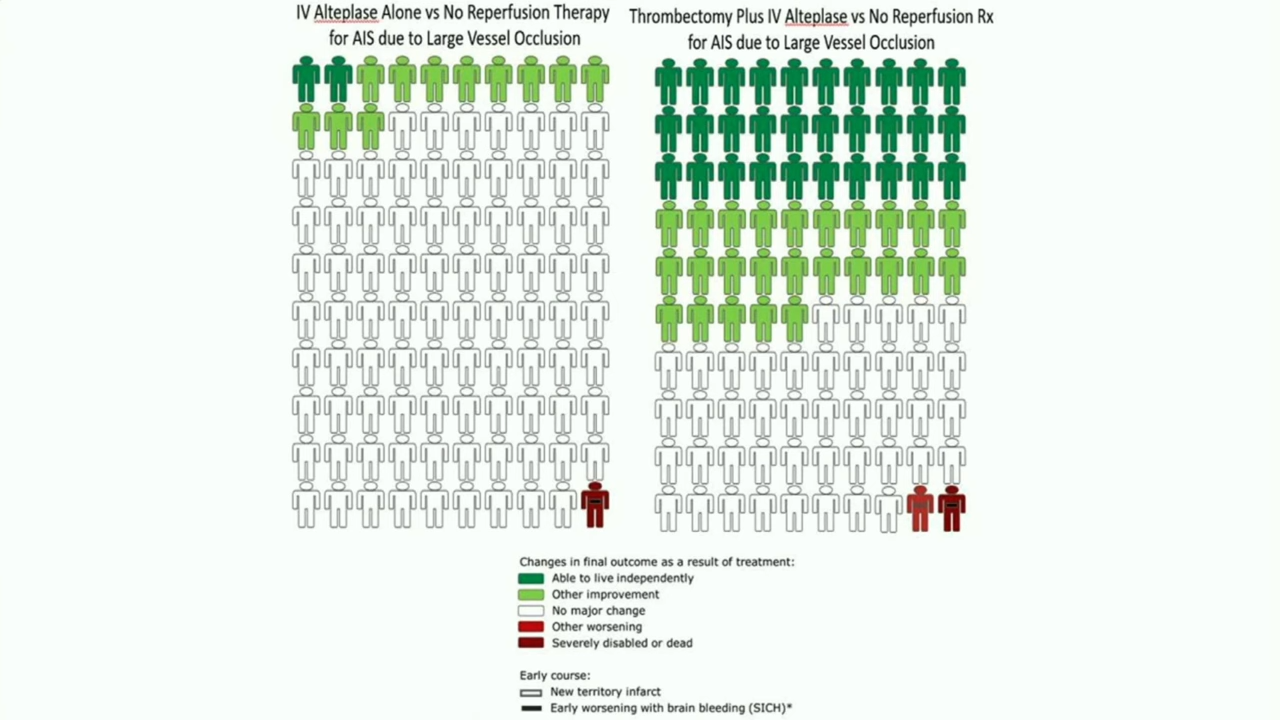 IV Alteplase Alone vs No Reperfusion Therapy
for AIS due to Large Vessel Occlusion
Thrombectomy Plus IV Alteplase vs No Reperfusion Rx
for AIS due to Large Vessel Occlusion
Changes in final outcome as a result of treatment:
Able to live independently
Other improvement
No major change
Other worsening
Severely disabled or dead
Early course:
New territory infarct
Early worsening with brain bleeding (SICH)*